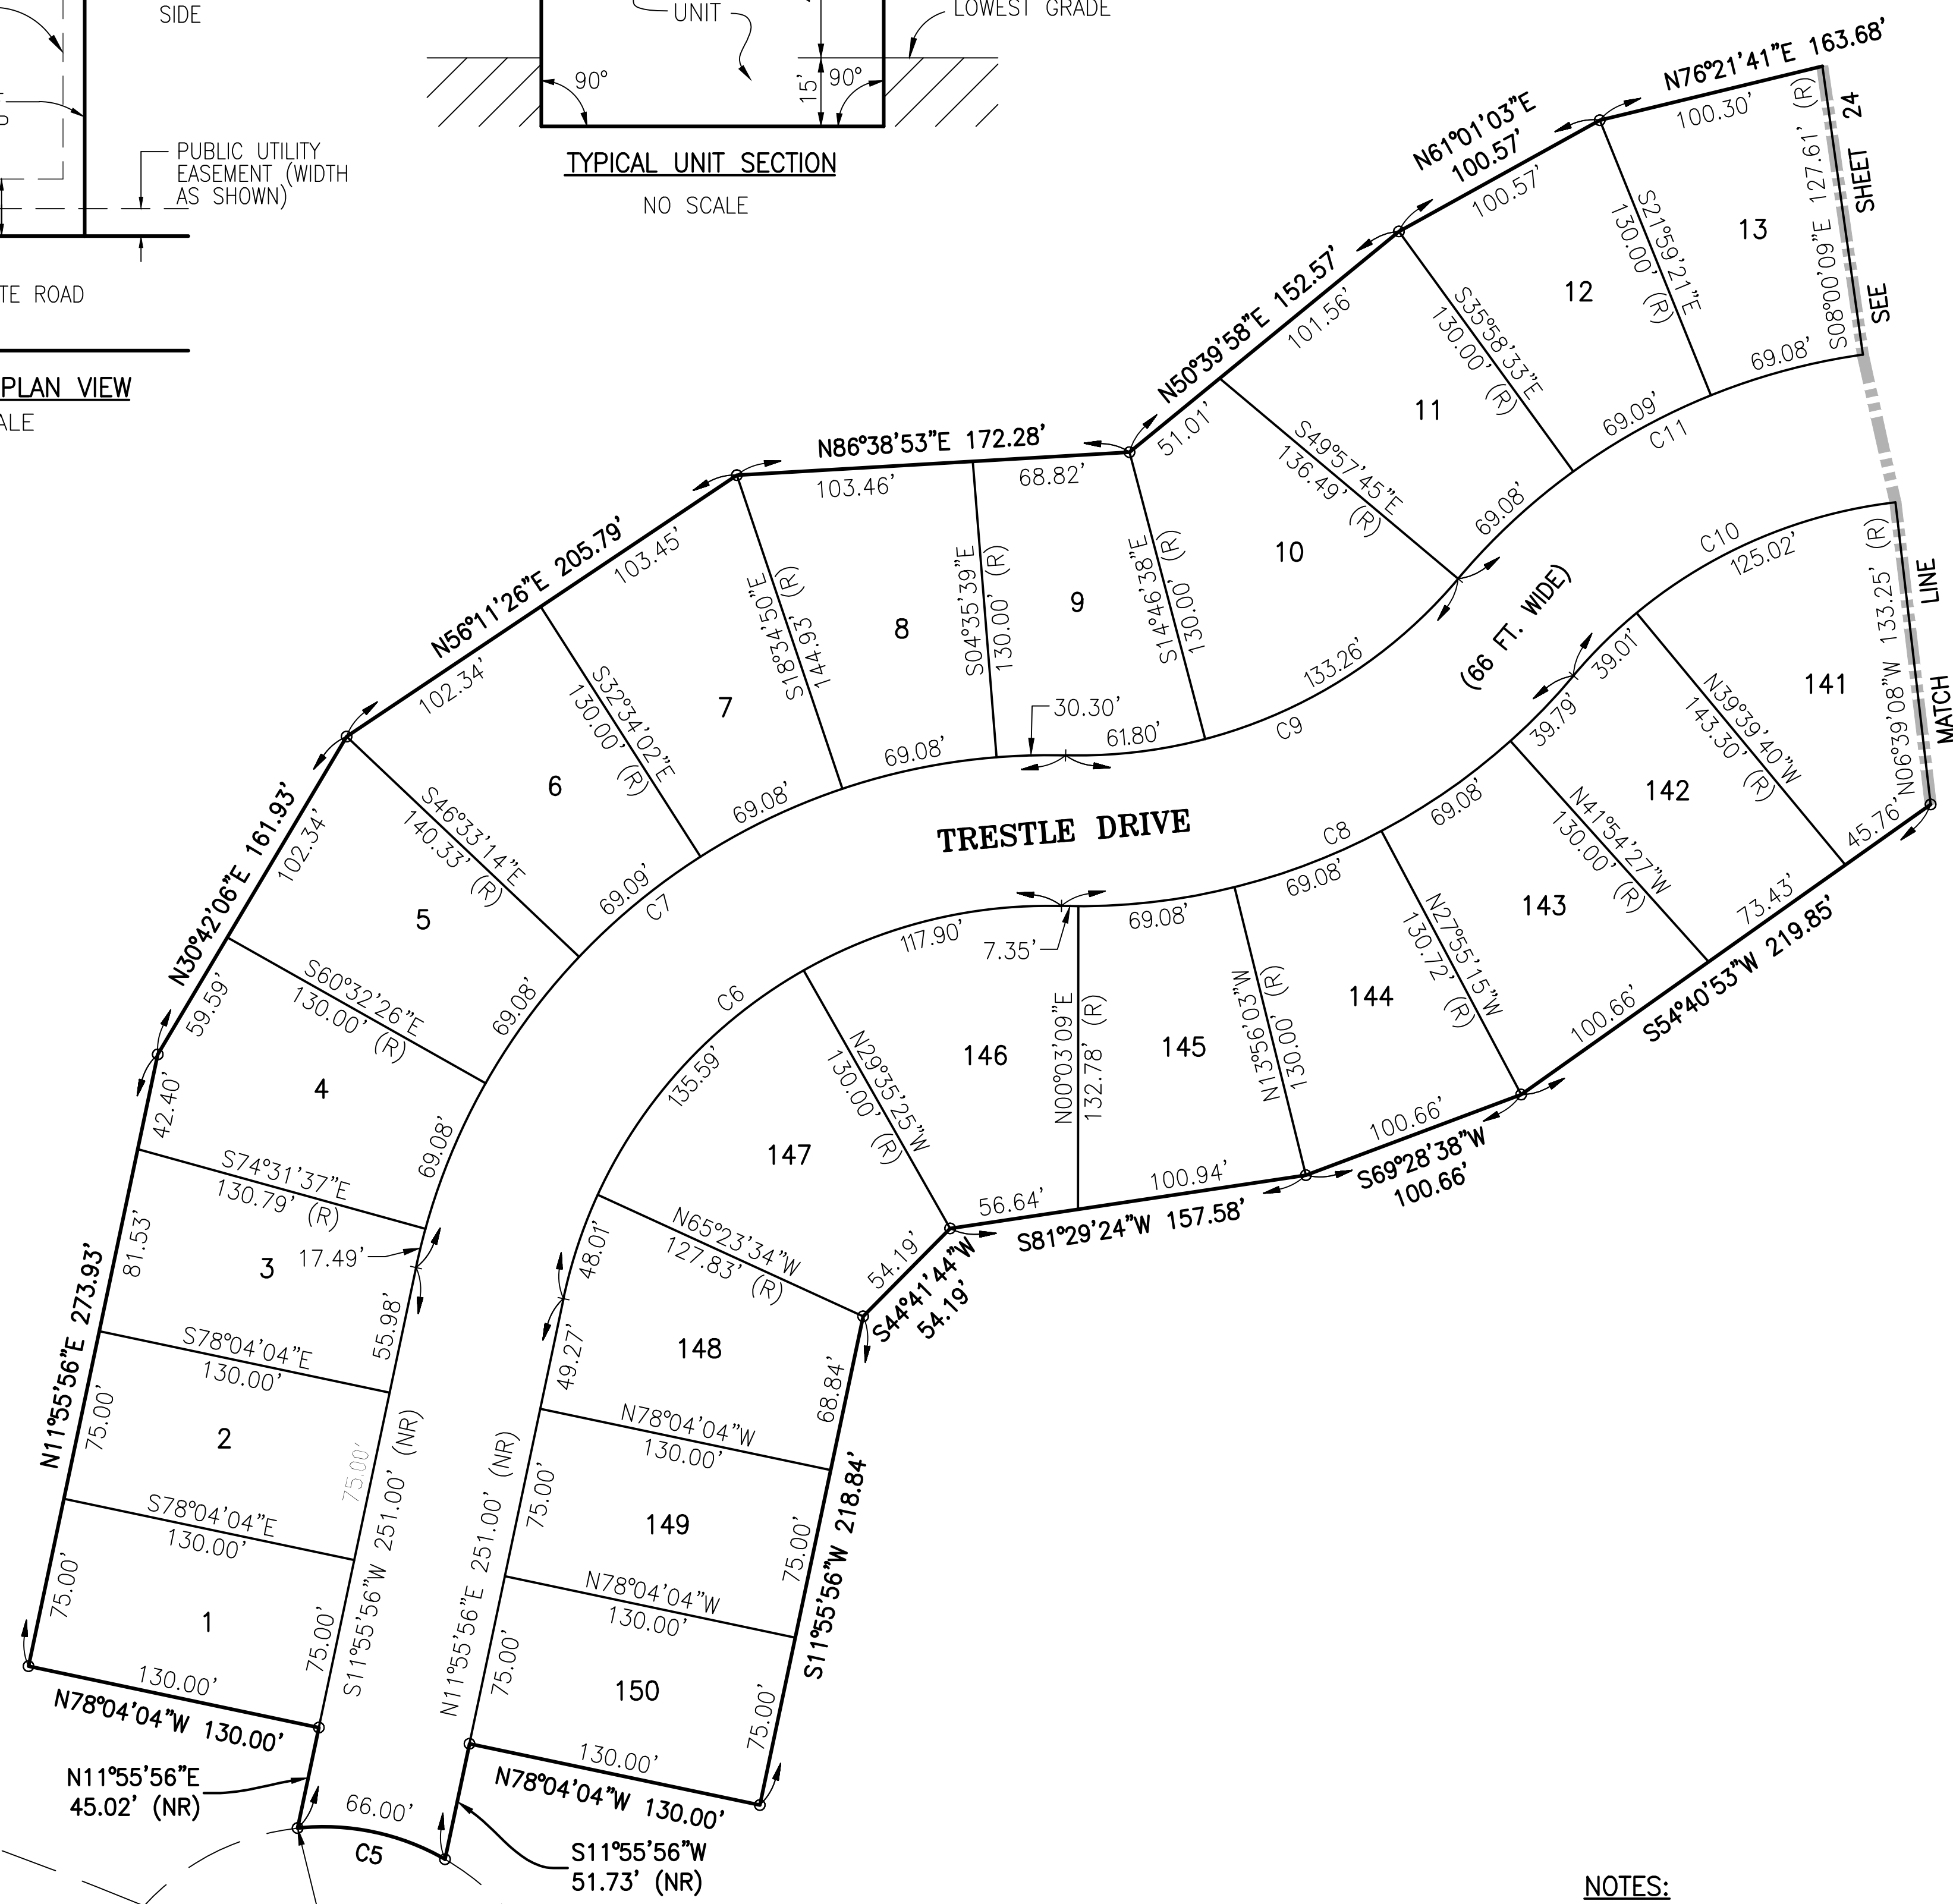 SIDE
UNIT
LOWEST GRADE
90°
15'
90°
PUBLIC UTILITY
EASEMENT (WIDTH
AS SHOWN)
TYPICAL UNIT SECTION
NO SCALE
TE ROAD
PLAN VIEW
ALE
N76°21'41"E 163.68'
100.30'
N61°01'03"E
100.57'
100.57'
S08°00'09"E 127.61' (R)
SEE SHEET 24
13
S21°59'21"E
130.00' (R)
69.08'
12
S35°58'33"E
130.00' (R)
69.09'
C11
N50°39'58"E 152.57'
101.56'
51.01'
11
S49°57'45"E
136.49' (R)
69.08'
10
N86°38'53"E 172.28'
103.46'
68.82'
S14°46'38"E
130.00' (R)
133.26'
C9
9
S04°35'39"E
130.00' (R)
30.30'
61.80'
8
S18°34'50"E
144.93' (R)
69.08'
N56°11'26"E 205.79'
103.45'
102.34'
7
S32°34'02"E
130.00' (R)
69.08'
6
S46°33'14"E
140.33' (R)
69.09'
C7
N30°42'06"E 161.93'
102.34'
59.59'
5
S60°32'26"E
130.00' (R)
69.08'
4
42.40'
S74°31'37"E
130.79' (R)
69.08'
N11°55'56"E 273.93'
81.53'
3
17.49'
55.98'
S78°04'04"E
130.00'
75.00'
2
75.00'
S78°04'04"E
130.00'
75.00'
1
75.00'
S11°55'56"W 251.00' (NR)
130.00'
N78°04'04"W 130.00'
N11°55'56"E
45.02' (NR)
66.00'
C5
S11°55'56"W
51.73' (NR)
TRESTLE DRIVE
(66 FT. WIDE)
C10
125.02'
39.01'
141
N06°39'08"W 133.25' (R)
MATCH LINE
45.76'
N39°39'40"W
143.30' (R)
39.79'
142
73.43'
N41°54'27"W
130.00' (R)
69.08'
C8
143
S54°40'53"W 219.85'
100.66'
N27°55'15"W
130.72' (R)
69.08'
144
100.66'
S69°28'38"W
100.66'
N13°56'03"W
130.00' (R)
69.08'
145
100.94'
N00°03'09"E
132.78' (R)
7.35'
117.90'
146
56.64'
S81°29'24"W 157.58'
N29°35'25"W
130.00' (R)
C6
135.59'
147
54.19'
S44°41'44"W
54.19'
N65°23'34"W
127.83' (R)
48.01'
49.27'
148
68.84'
N78°04'04"W
130.00'
75.00'
149
75.00'
S11°55'56"W 218.84'
N78°04'04"W
130.00'
75.00'
150
75.00'
N11°55'56"E 251.00' (NR)
130.00'
N78°04'04"W 130.00'
NOTES: